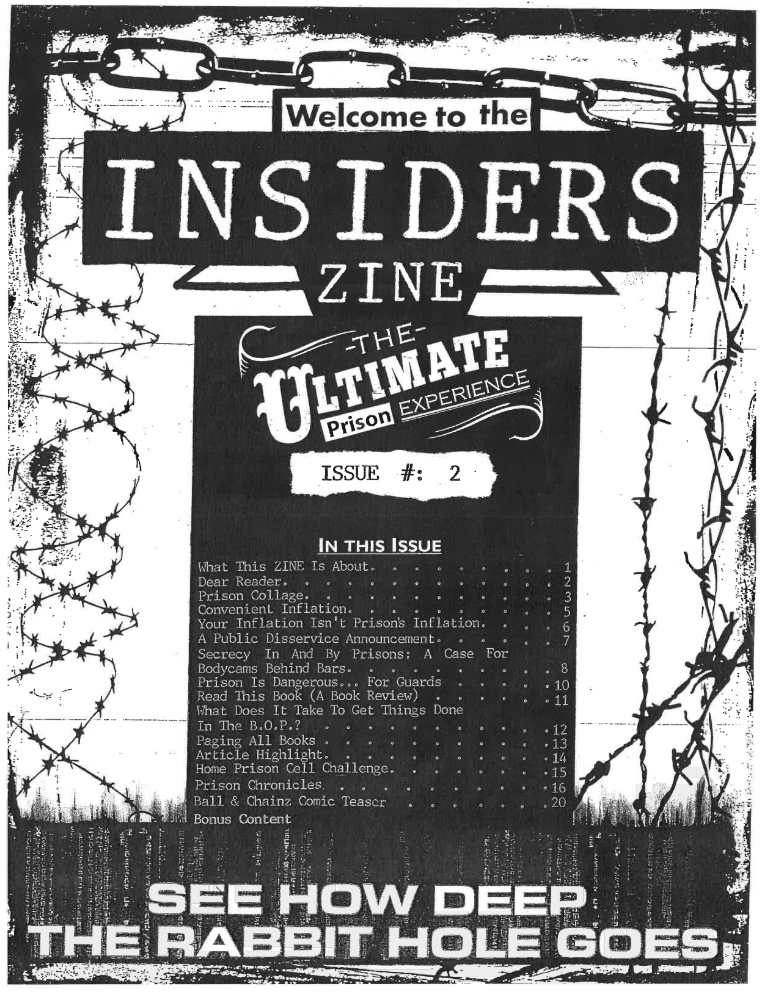 Welcome to the
INSIDERS
ZINE
-THE-
ULTIMATE
Prison EXPERIENCE
ISSUE #: 2
IN THIS ISSUE
What This ZINE Is About. . . . . . . . . . 1
Dear Reader. . . . . . . . . . . . . 2
Prison Collage. . . . . . . . . . . . 3
Convenient Inflation. . . . . . . . . . 5
Your Inflation Isn't Prison's Inflation. . . . . 6
A Public Disservice Announcement. . . . . . . 7
Secrecy In And By Prisons: A Case For
Bodycams Behind Bars. . . . . . . . . . 8
Prison Is Dangerous... For Guards . . . . . . 10
Read This Book (A Book Review) . . . . . . . 11
What Does It Take To Get Things Done
In The B.O.P.? . . . . . . . . . . . 12
Paging All Books . . . . . . . . . . . 13
Article Highlight. . . . . . . . . . . 14
Home Prison Cell Challenge. . . . . . . . 15
Prison Chronicles . . . . . . . . . . . 16
Ball & Chainz Comic Teaser . . . . . . . . 20
Bonus Content
SEE HOW DEEP
THE RABBIT HOLE GOES